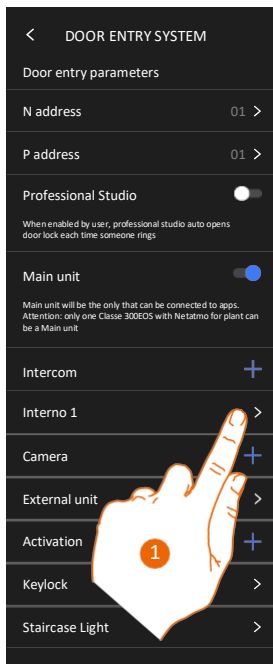 DOOR ENTRY SYSTEM
Door entry parameters
N address 01
P address 01
Professional Studio
When enabled by user, professional studio auto opens
door lock each time someone rings
Main unit
Main unit will be the only that can be connected to apps.
Attention: only one Classe 300EOS with Netatmo for plant can
be a Main unit
Intercom
Interno 1
Camera
External unit
Activation
1
Keylock
Staircase Light